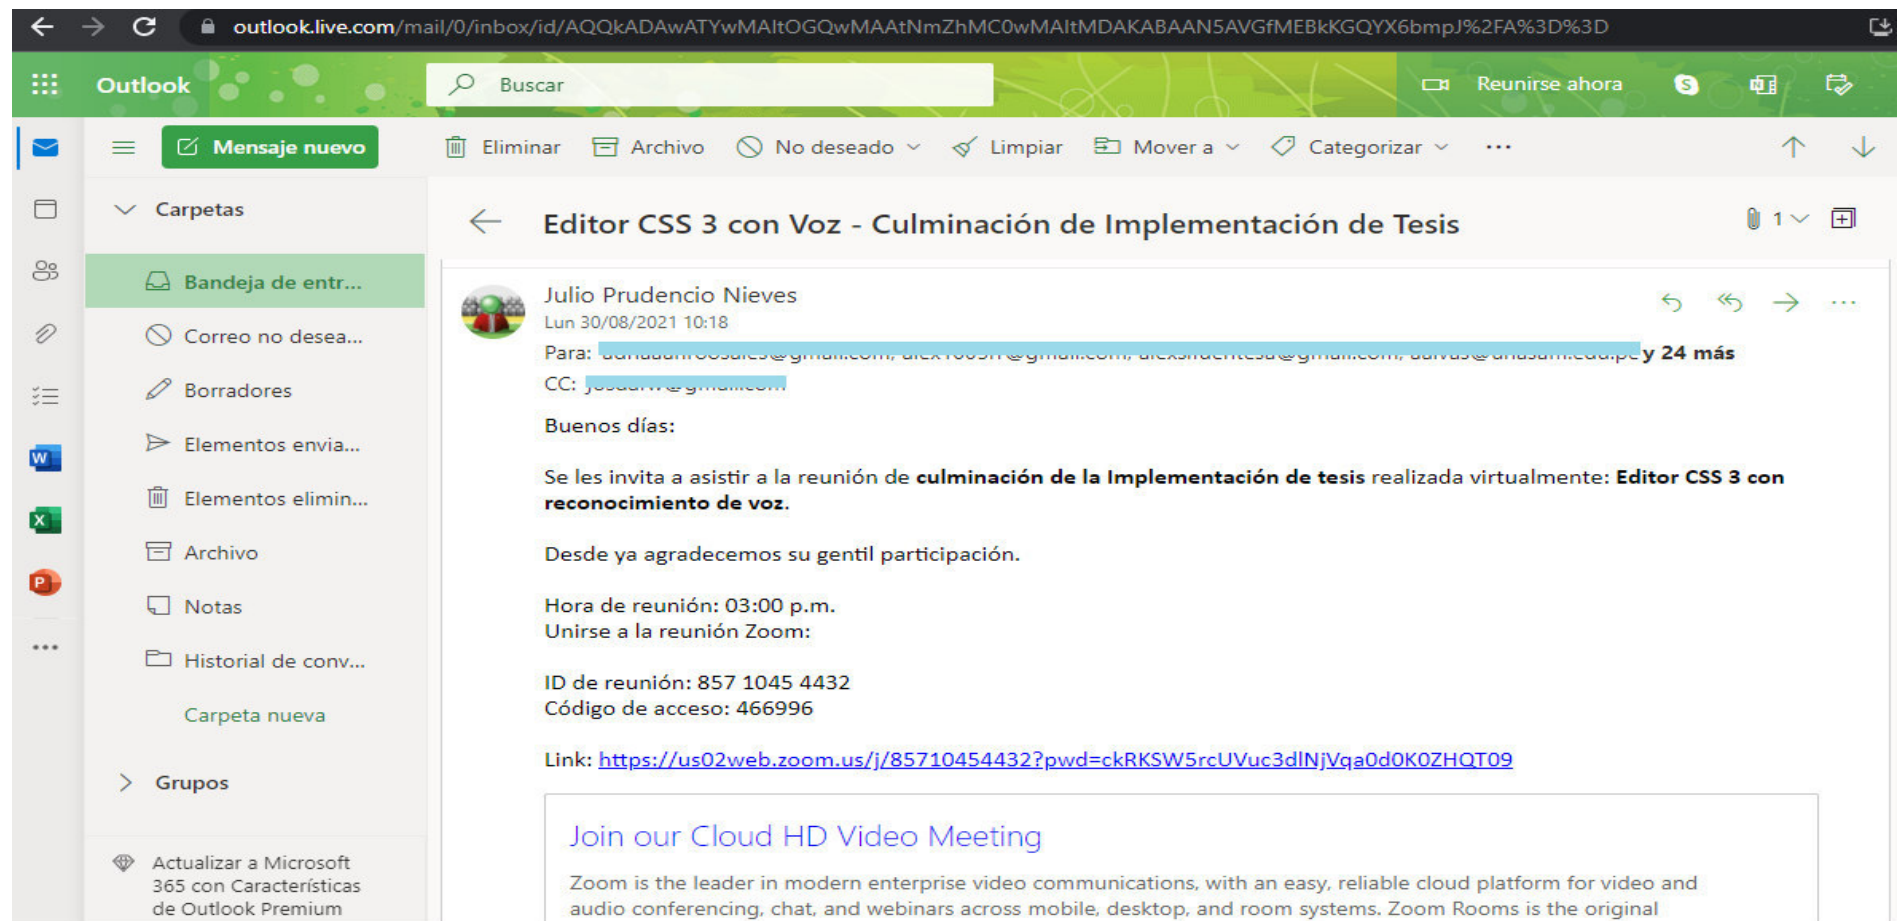 outlook.live.com/mail/0/inbox/id/AQQkADAwATYwMAItOGQwMAAtNmZhMC0wMAItMDAKABAAN5AVGfMEBkKGQYX6bmpJ%2FA%3D%3D
Outlook
Buscar
Reunirse ahora
Mensaje nuevo
Eliminar
Archivo
No deseado
Limpiar
Mover a
Categorizar
Carpetas
Bandeja de entr...
Correo no desea...
Borradores
Elementos envia...
Elementos elimin...
Archivo
Notas
Historial de conv...
Carpeta nueva
Grupos
Actualizar a Microsoft
365 con Características
de Outlook Premium
Editor CSS 3 con Voz - Culminación de Implementación de Tesis
1
Julio Prudencio Nieves
Lun 30/08/2021 10:18
Para: y 24 más
CC:
Buenos días:
Se les invita a asistir a la reunión de culminación de la Implementación de tesis realizada virtualmente: Editor CSS 3 con
reconocimiento de voz.
Desde ya agradecemos su gentil participación.
Hora de reunión: 03:00 p.m.
Unirse a la reunión Zoom:
ID de reunión: 857 1045 4432
Código de acceso: 466996
Link: https://us02web.zoom.us/j/85710454432?pwd=ckRKSW5rcUVuc3dlNjVqa0d0K0ZHQT09
Join our Cloud HD Video Meeting
Zoom is the leader in modern enterprise video communications, with an easy, reliable cloud platform for video and
audio conferencing, chat, and webinars across mobile, desktop, and room systems. Zoom Rooms is the original